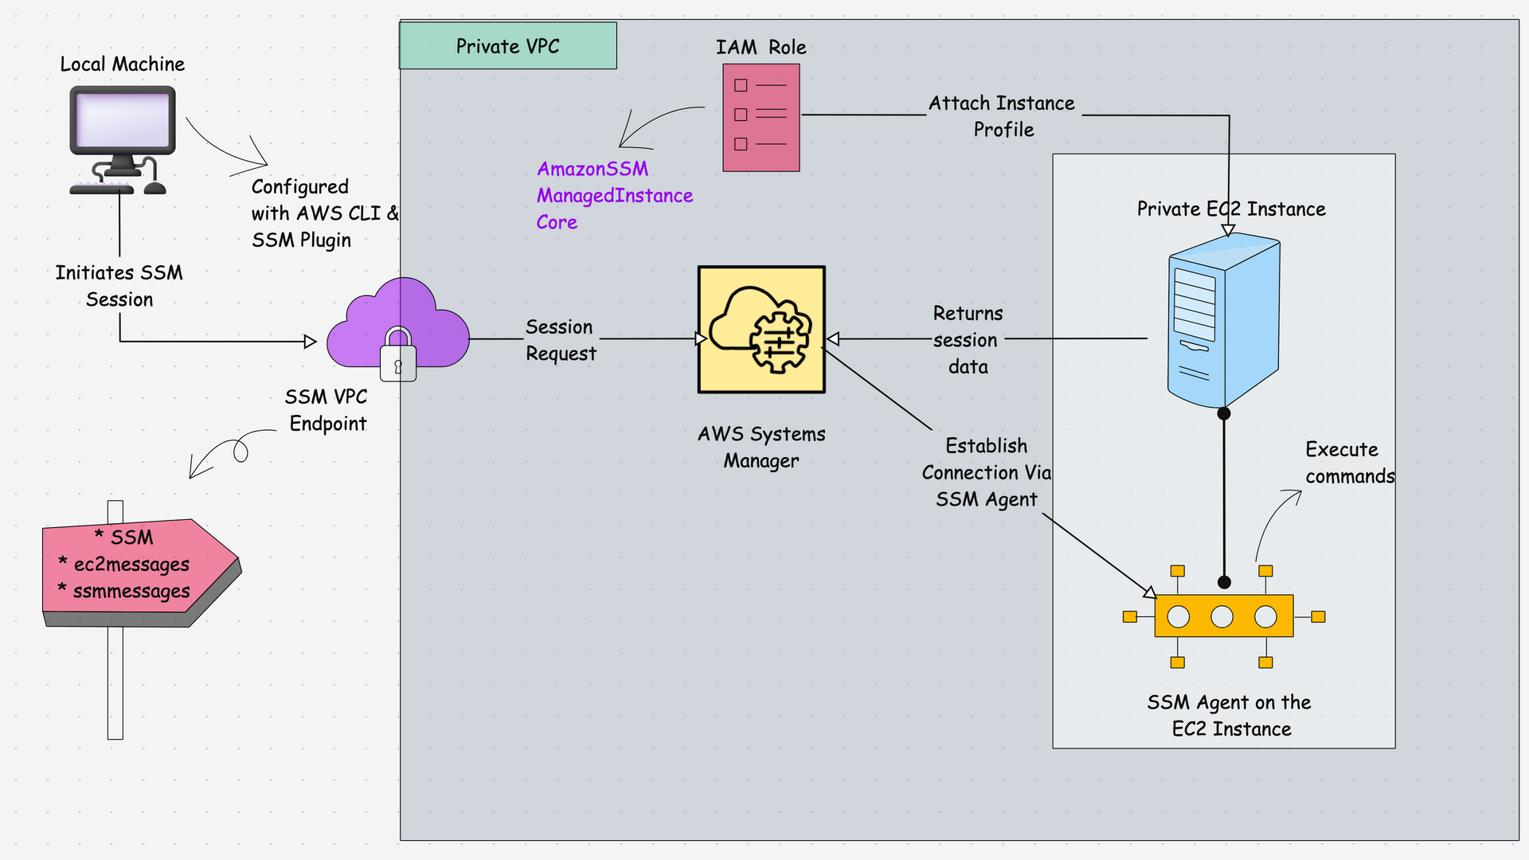 Private VPC
IAM Role
Local Machine
Attach Instance
Profile
AmazonSSM
ManagedInstance
Core
Configured
with AWS CLI &
SSM Plugin
Private EC2 Instance
Initiates SSM
Session
Session
Request
Returns
session
data
SSM VPC
Endpoint
AWS Systems
Manager
Establish
Connection Via
SSM Agent
Execute
commands
* SSM
* ec2messages
* ssmmessages
SSM Agent on the
EC2 Instance